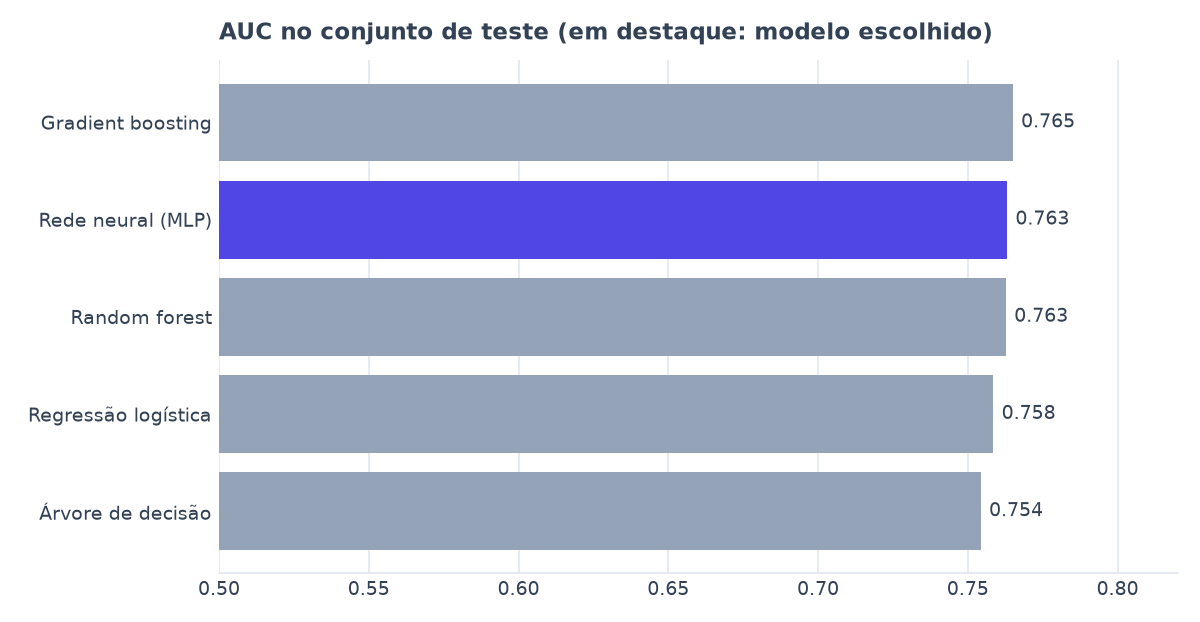 AUC no conjunto de teste (em destaque: modelo escolhido)
Gradient boosting 0.765
Rede neural (MLP) 0.763
Random forest 0.763
Regressão logística 0.758
Árvore de decisão 0.754
0.50 0.55 0.60 0.65 0.70 0.75 0.80